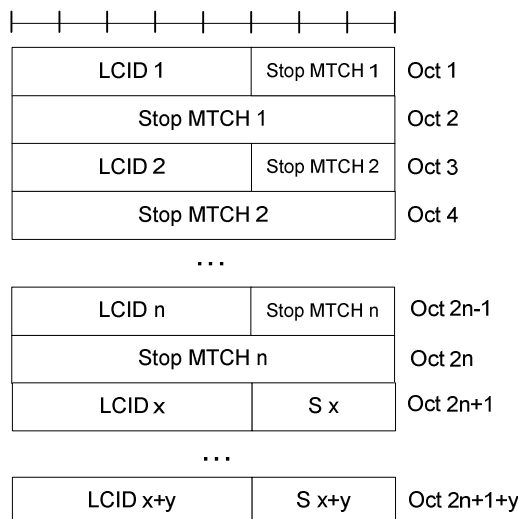 LCID 1 Stop MTCH 1 Oct 1
Stop MTCH 1 Oct 2
LCID 2 Stop MTCH 2 Oct 3
Stop MTCH 2 Oct 4
...
LCID n Stop MTCH n Oct 2n-1
Stop MTCH n Oct 2n
LCID x S x Oct 2n+1
...
LCID x+y S x+y Oct 2n+1+y